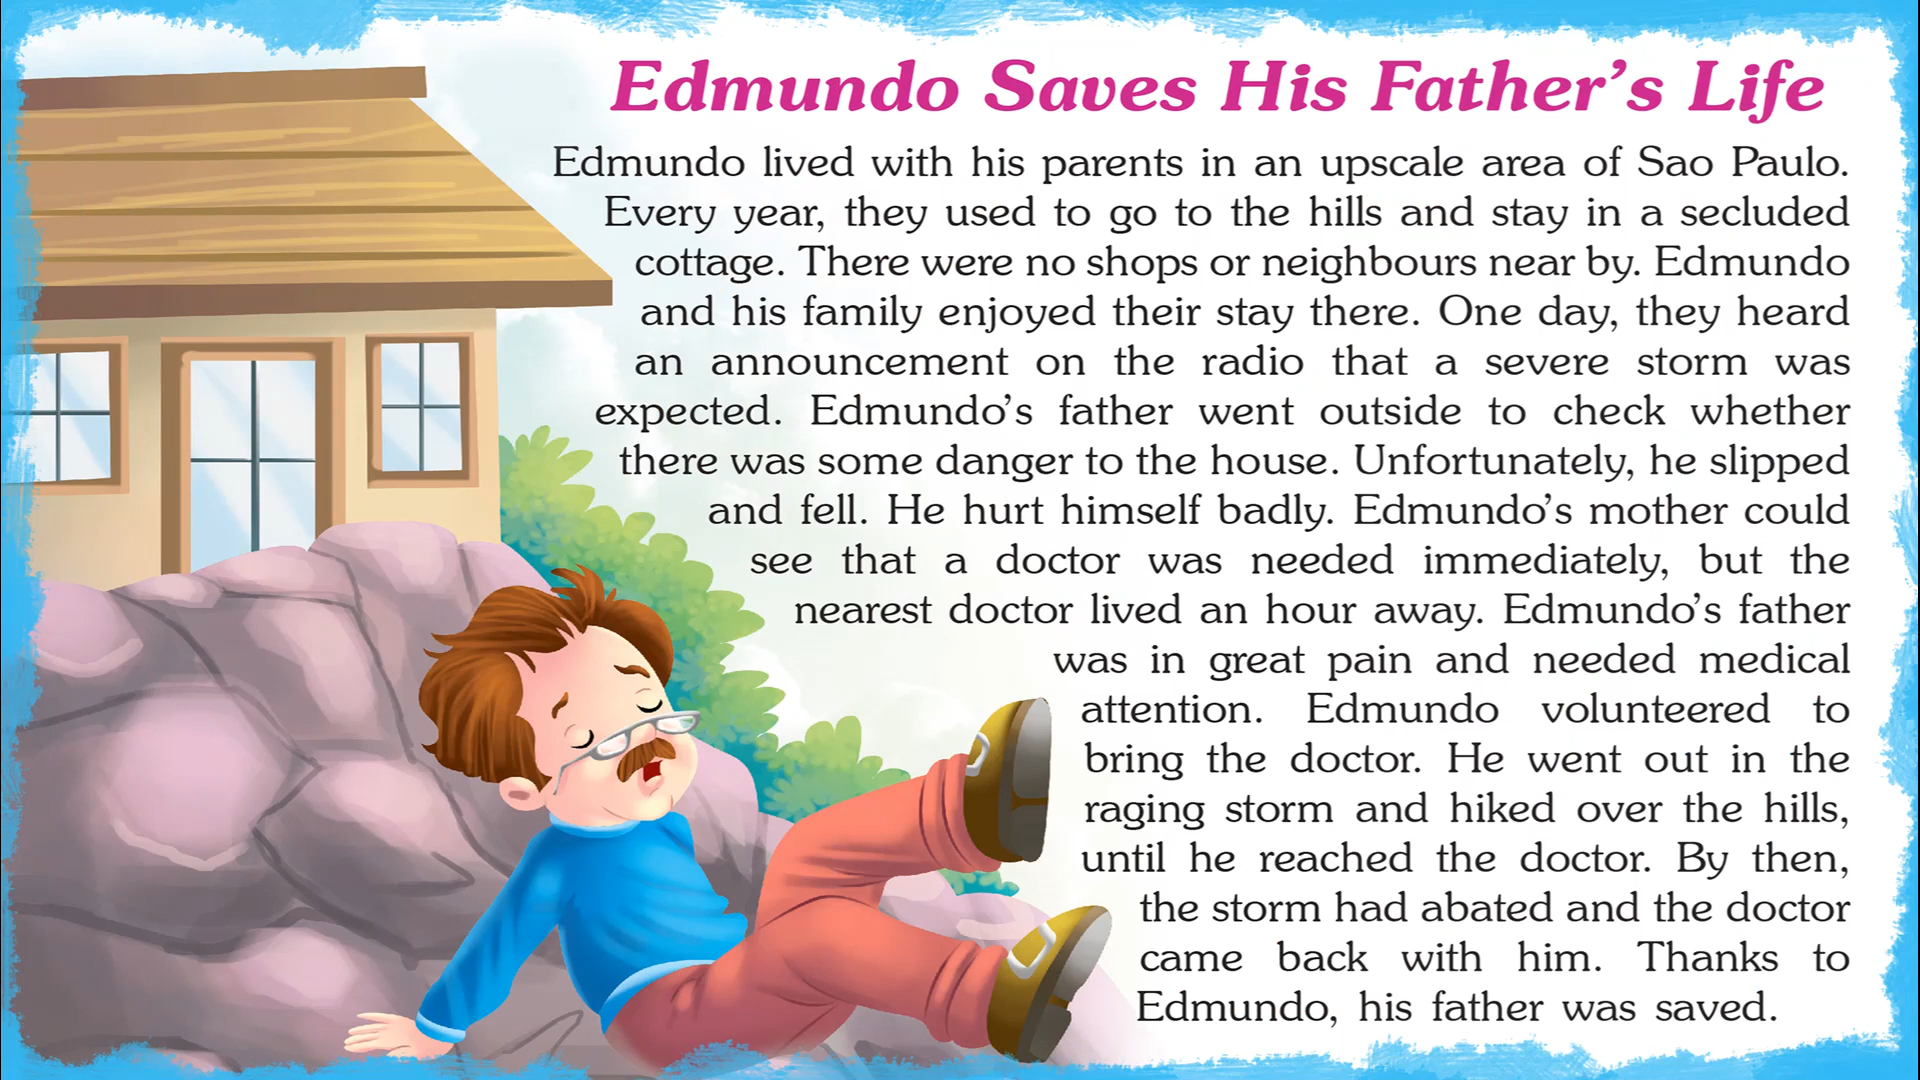 Edmundo Saves His Father's Life
Edmundo lived with his parents in an upscale area of Sao Paulo.
Every year, they used to go to the hills and stay in a secluded
cottage. There were no shops or neighbours near by. Edmundo
and his family enjoyed their stay there. One day, they heard
an announcement on the radio that a severe storm was
expected. Edmundo's father went outside to check whether
there was some danger to the house. Unfortunately, he slipped
and fell. He hurt himself badly. Edmundo's mother could
see that a doctor was needed immediately, but the
nearest doctor lived an hour away. Edmundo's father
was in great pain and needed medical
attention. Edmundo volunteered to
bring the doctor. He went out in the
raging storm and hiked over the hills,
until he reached the doctor. By then,
the storm had abated and the doctor
came back with him. Thanks to
Edmundo, his father was saved.